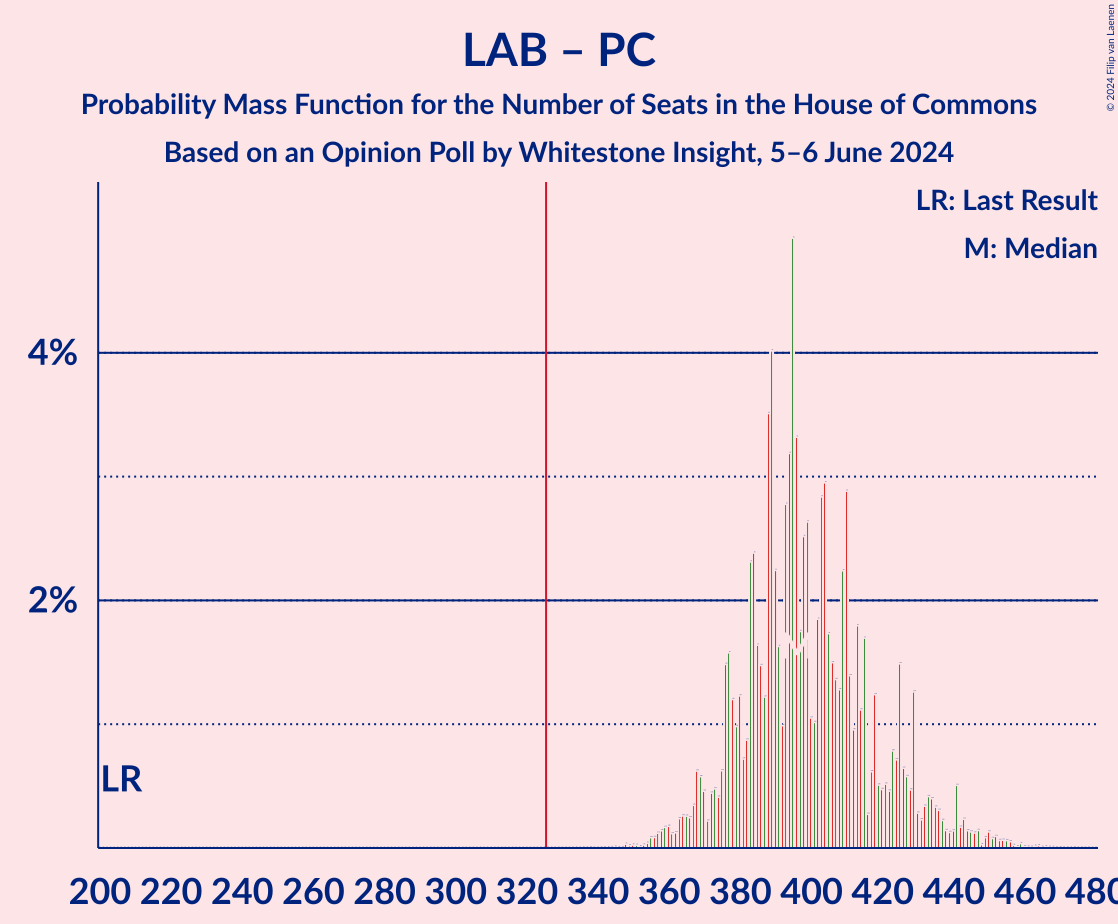 LAB – PC
Probability Mass Function for the Number of Seats in the House of Commons
Based on an Opinion Poll by Whitestone Insight, 5–6 June 2024
© 2024 Filip van Laenen
LR: Last Result
M: Median
4%
2%
LR
200 220 240 260 280 300 320 340 360 380 400 420 440 460 480